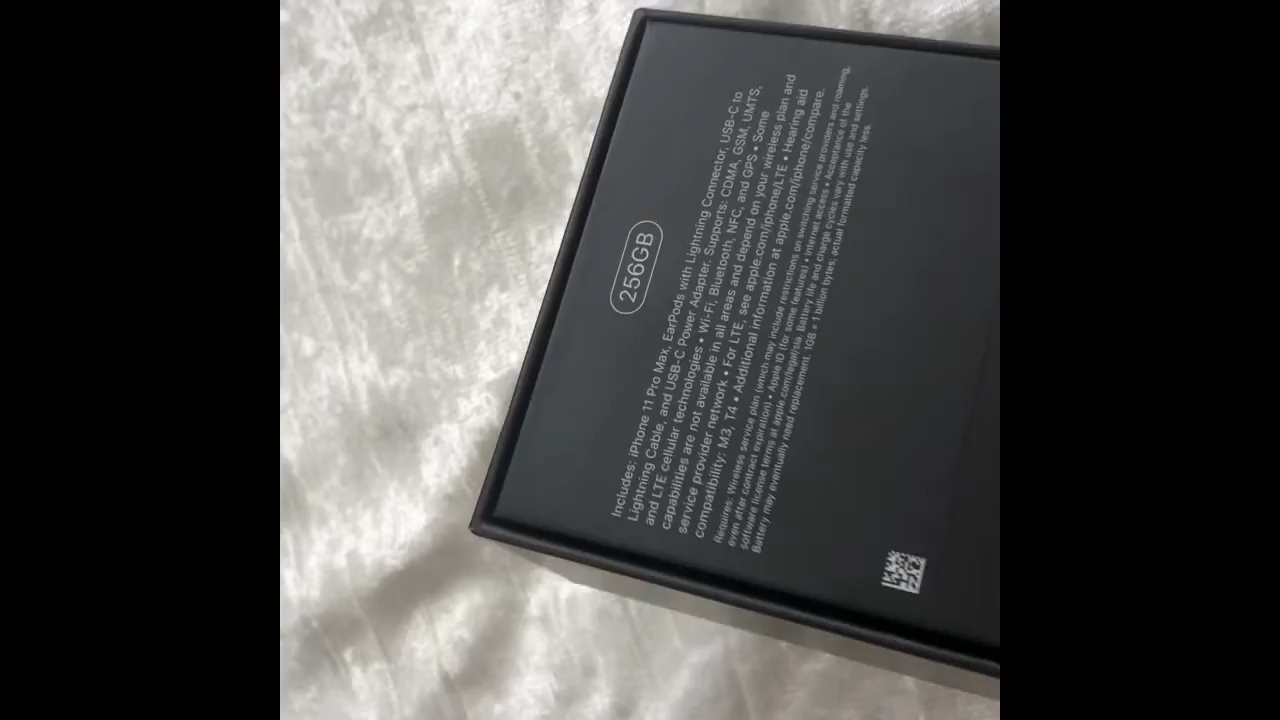 256GB
Includes: iPhone 11 Pro Max, EarPods with Lightning Connector, USB-C to
Lightning Cable, and USB-C Power Adapter. Supports: CDMA, GSM, UMTS,
and LTE cellular technologies • Wi-Fi, Bluetooth, NFC, and GPS • Some
capabilities are not available in all areas and depend on your wireless plan and
service provider network • For LTE, see apple.com/iphone/LTE • Hearing aid
compatibility: M3, T4 • Additional information at apple.com/iphone/compare.
Requires: Wireless service plan (which may include restrictions on switching service providers and roaming,
even after contract expiration) • Apple ID (for some features) • Internet access • Acceptance of the
software license terms at apple.com/legal/sla. Battery life and charge cycles vary with use and settings.
Battery may eventually need replacement. 1GB = 1 billion bytes; actual formatted capacity less.